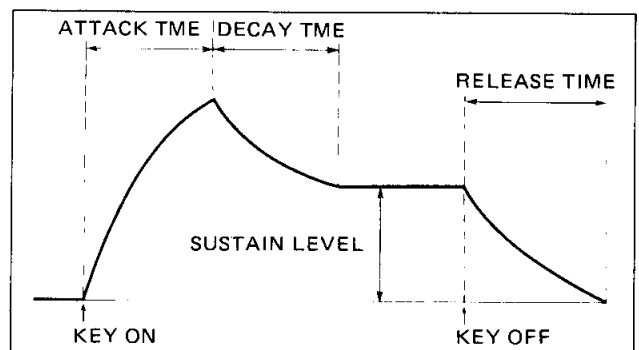 ATTACK TME DECAY TME
RELEASE TIME
SUSTAIN LEVEL
KEY ON KEY OFF